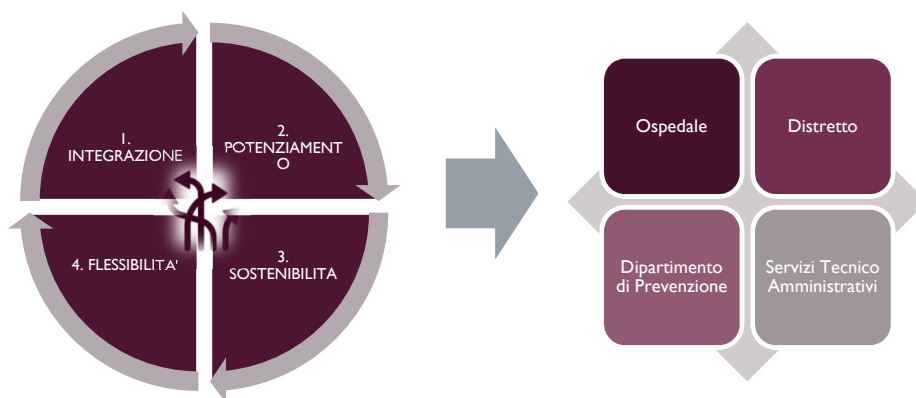 1.
INTEGRAZIONE
2.
POTENZIAMENT
O
3.
SOSTENIBILITA
4. FLESSIBILITA'
Ospedale
Distretto
Dipartimento
di Prevenzione
Servizi Tecnico
Amministrativi